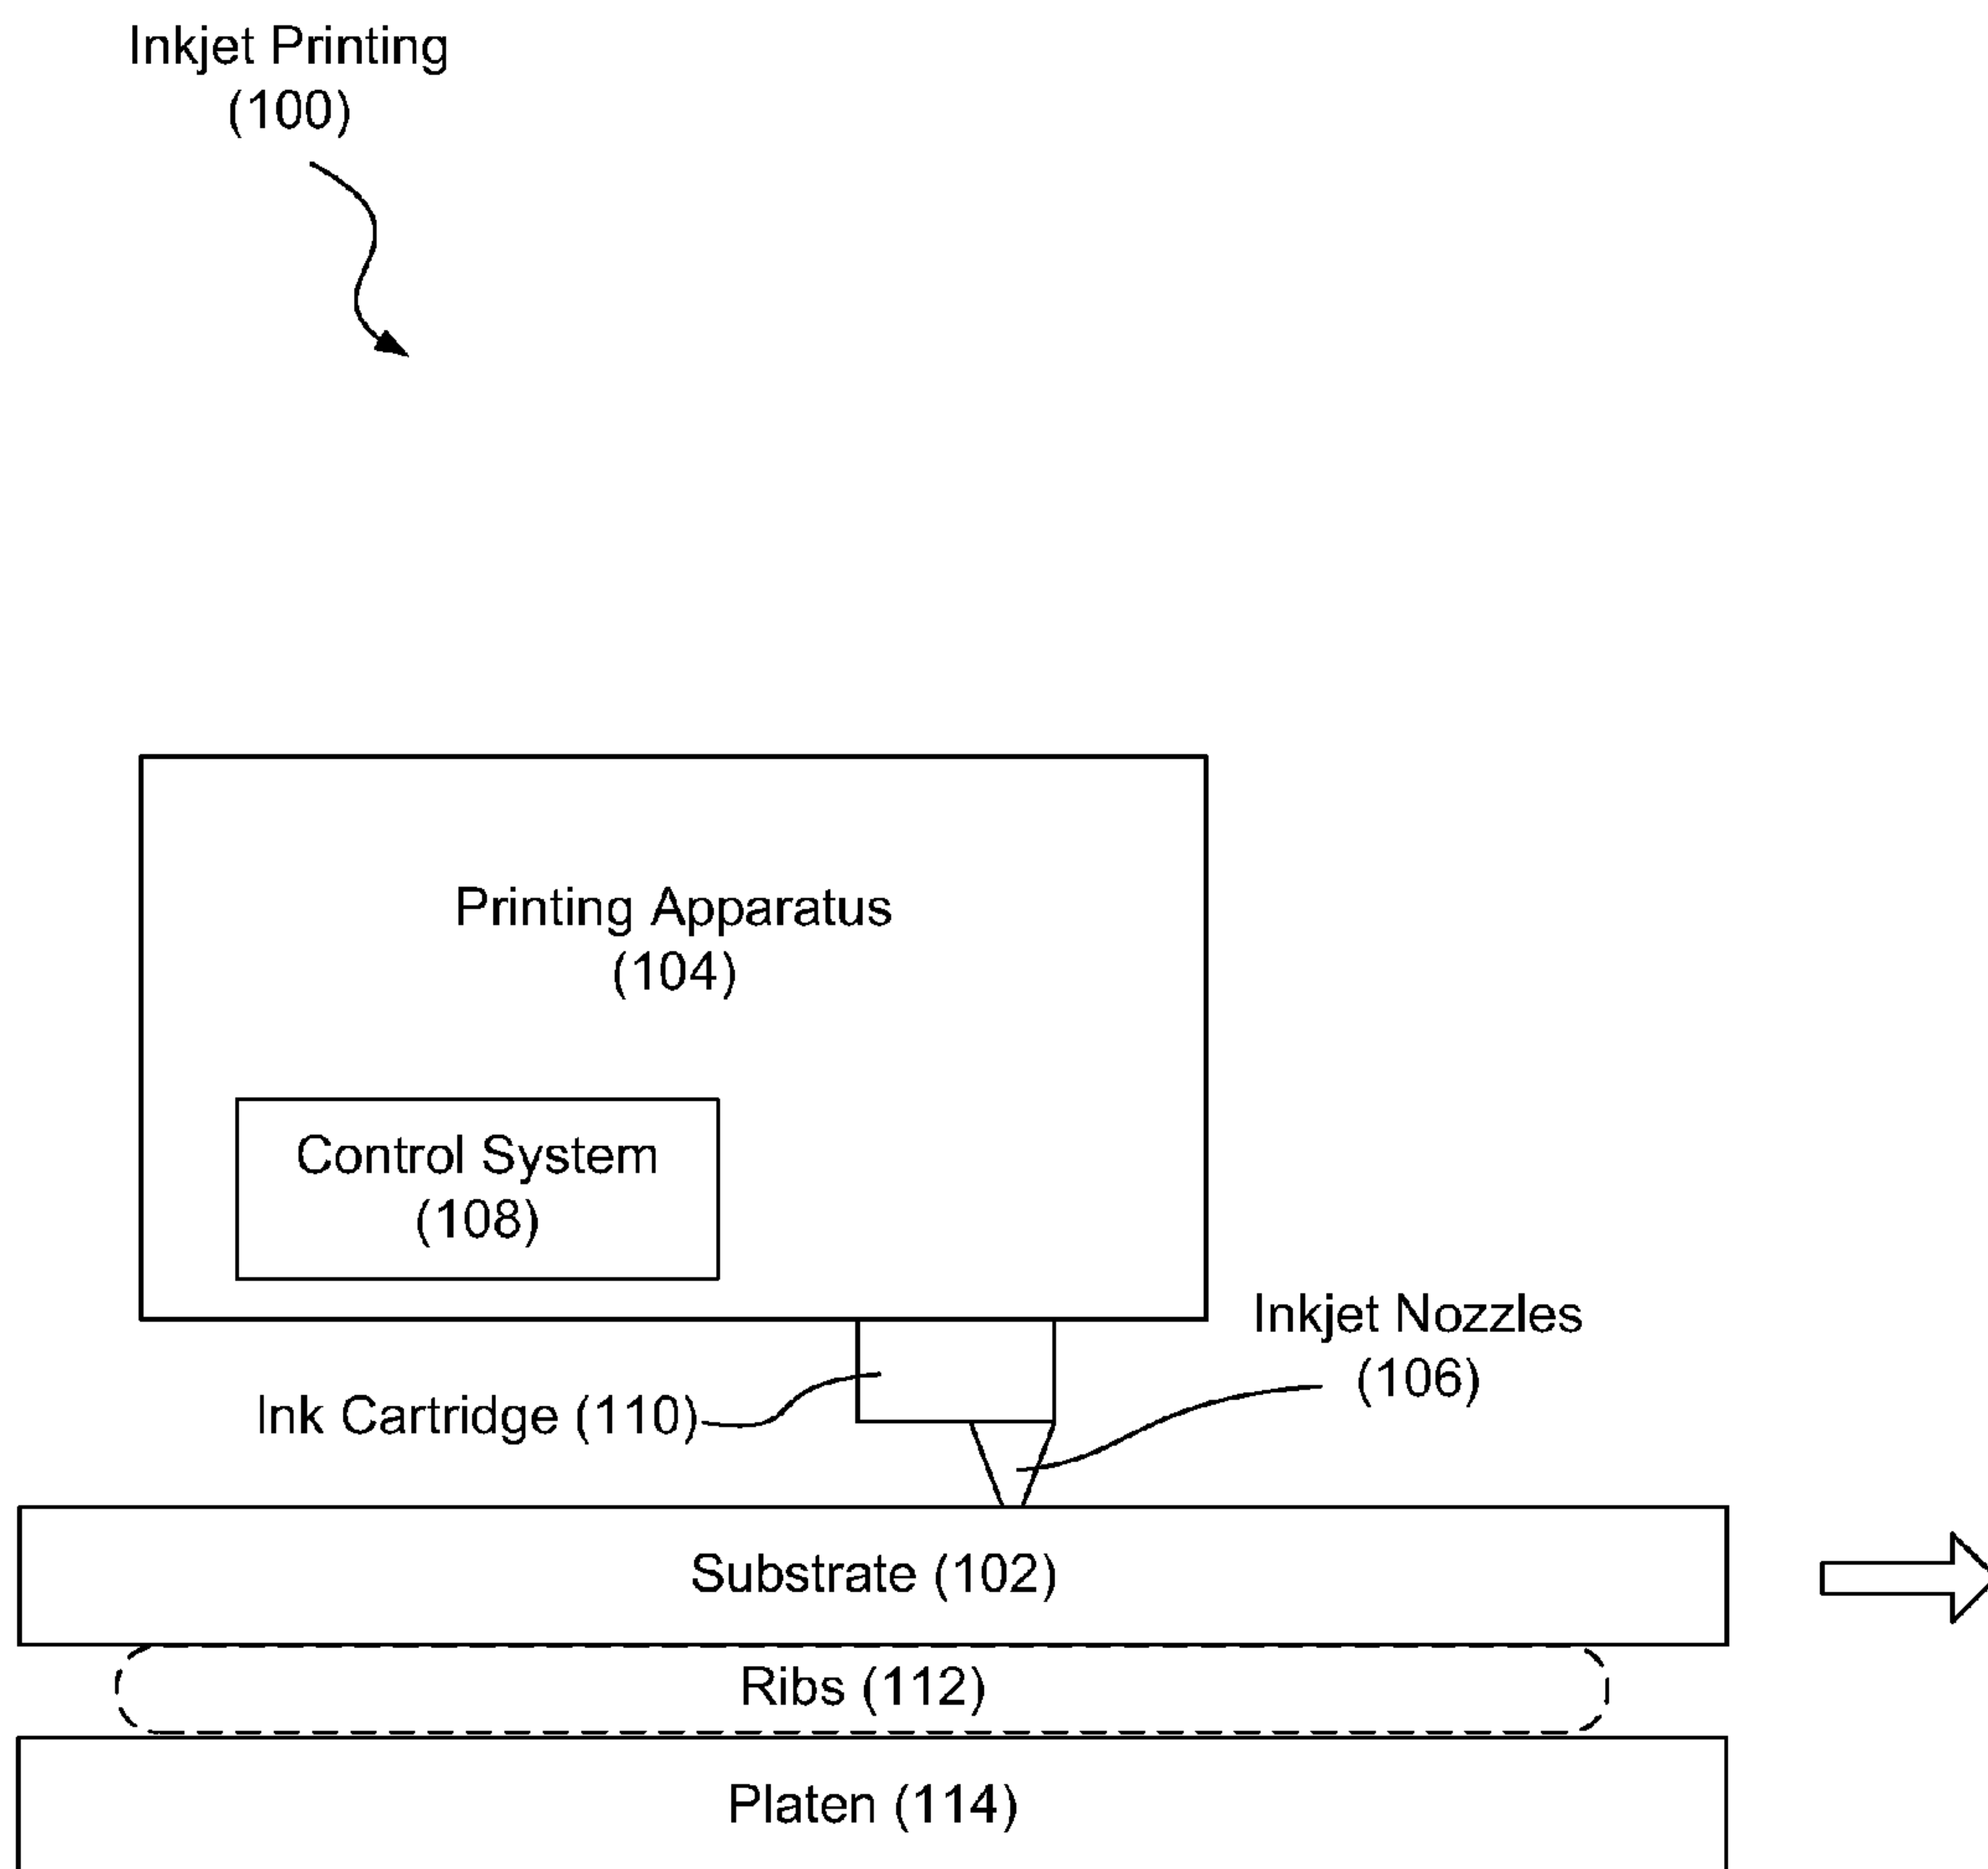 Inkjet Printing
(100)
Printing Apparatus
(104)
Control System
(108)
Inkjet Nozzles
(106)
Ink Cartridge (110)
Substrate (102)
Ribs (112)
Platen (114)